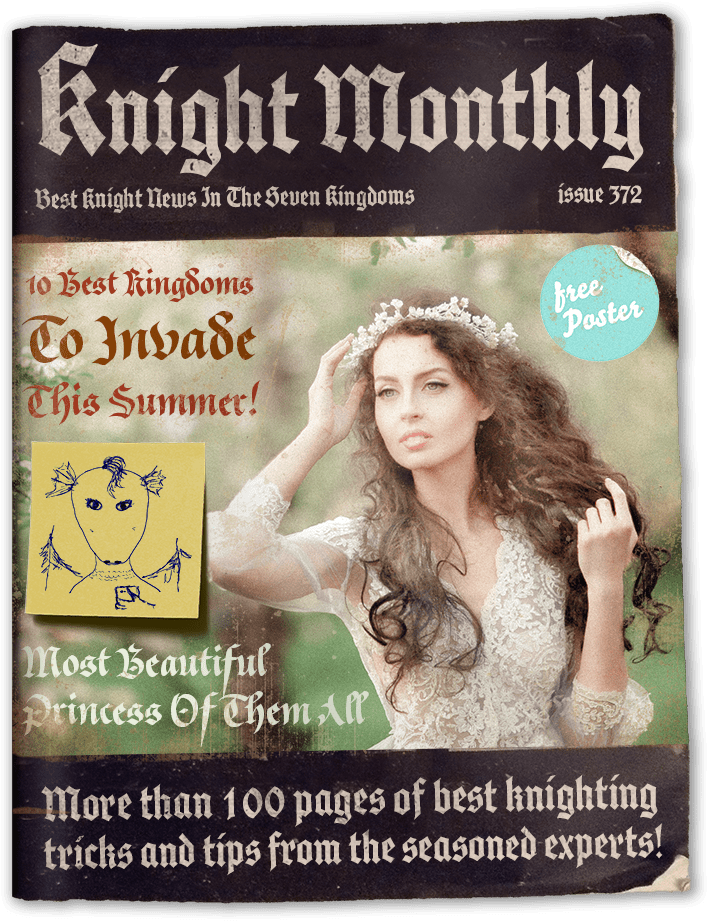 Knight Monthly
Best Knight News In The Seven Kingdoms
issue 372
10 Best Kingdoms
To Invade
This Summer!
free
Poster
Most Beautiful
Princess Of Them All
More than 100 pages of best knighting
tricks and tips from the seasoned experts!